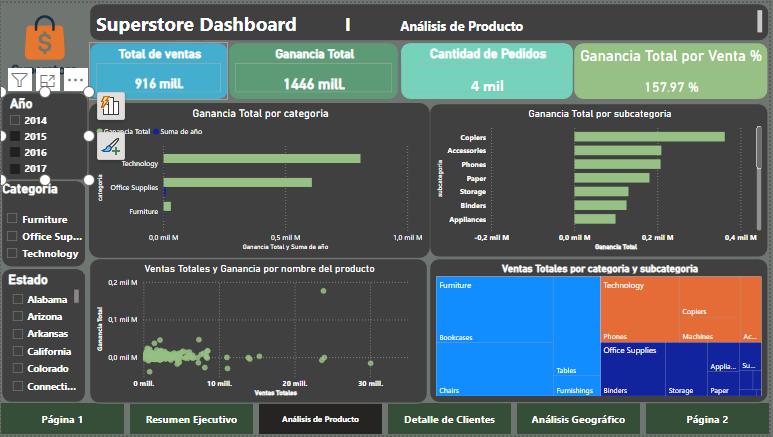 Superstore Dashboard | Análisis de Producto
Total de ventas
916 mill.
Ganancia Total
1446 mill.
Cantidad de Pedidos
4 mil
Ganancia Total por Venta %
157.97 %
Año
2014
2015
2016
2017
Categoria
Furniture
Office Sup...
Technology
Estado
Alabama
Arizona
Arkansas
California
Colorado
Connecti...
Ganancia Total por categoria
Ganancia Total Suma de año
categoria
Technology
Office Supplies
Furniture
0,0 mil M 0,5 mil M 1,0 mil M
Ganancia Total y Suma de año
Ganancia Total por subcategoria
subcategoria
Copiers
Accessories
Phones
Paper
Storage
Binders
Appliances
-0,2 mil M 0,0 mil M 0,2 mil M 0,4 mil M
Ganancia Total
Ventas Totales y Ganancia por nombre del producto
Ganancia Total
0,2 mil M
0,1 mil M
0,0 mil M
0 mill. 10 mill. 20 mill. 30 mill.
Ventas Totales
Ventas Totales por categoria y subcategoria
Furniture
Bookcases
Chairs
Tables
Furnishings
Technology
Phones
Copiers
Machines
Ac...
Office Supplies
Binders
Storage
Applia...
Paper
Su...
Página 1
Resumen Ejecutivo
Análisis de Producto
Detalle de Clientes
Análisis Geográfico
Página 2